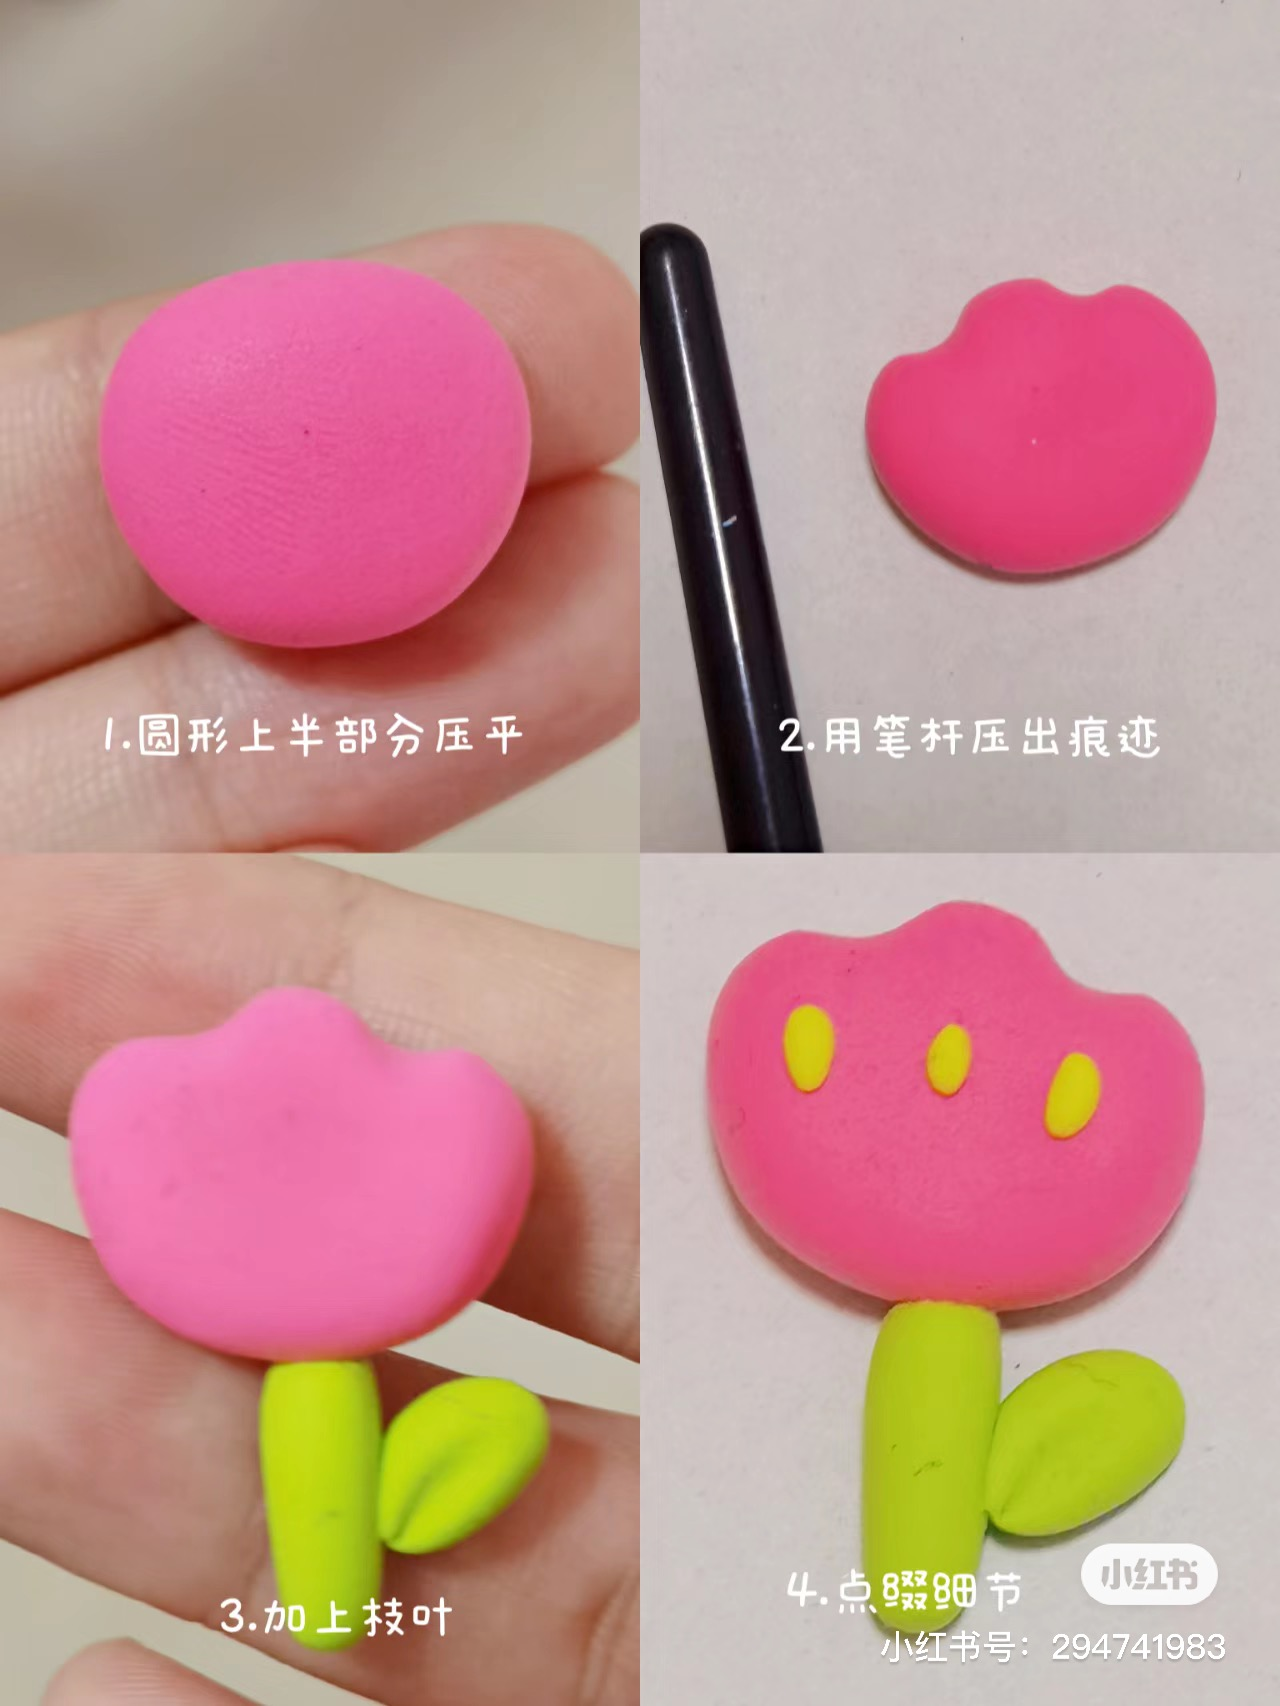 1.圆形上半部分压平
2.用笔杆压出痕迹
3.加上枝叶
4.点缀细节
小红书
小红书号：294741983